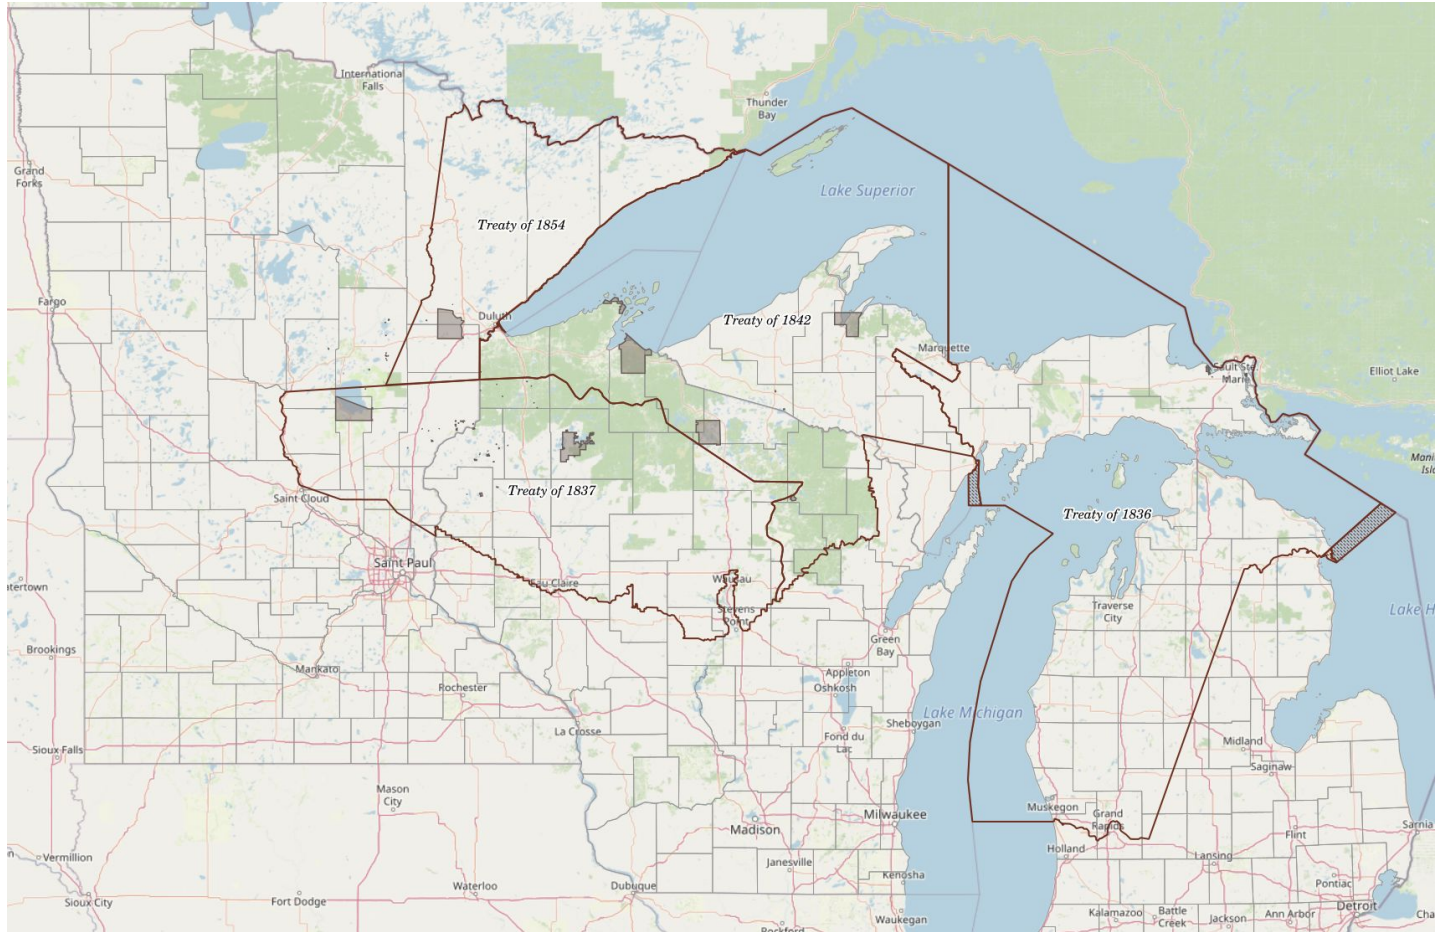 International
Falls
Thunder
Bay
Grand
Forks
Lake Superior
Treaty of 1854
Fargo
Duluth
Treaty of 1842
Marquette
Sault Ste.
Marie
Elliot Lake
Saint Cloud
Treaty of 1837
Treaty of 1836
Saint Paul
Eau Claire
Wausau
Stevens
Point
Traverse
City
Green
Bay
Brookings
Mankato
Rochester
Appleton
Oshkosh
La Crosse
Lake Michigan
Sheboygan
Fond du
Lac
Sioux Falls
Midland
Saginaw
Mason
City
Muskegon
Grand
Rapids
Milwaukee
Madison
Flint
Sarnia
Holland
Lansing
Janesville
Vermillion
Kenosha
Waterloo
Dubuque
Pontiac
Sioux City
Fort Dodge
Detroit
Waukegan
Kalamazoo
Battle
Creek
Jackson
Ann Arbor